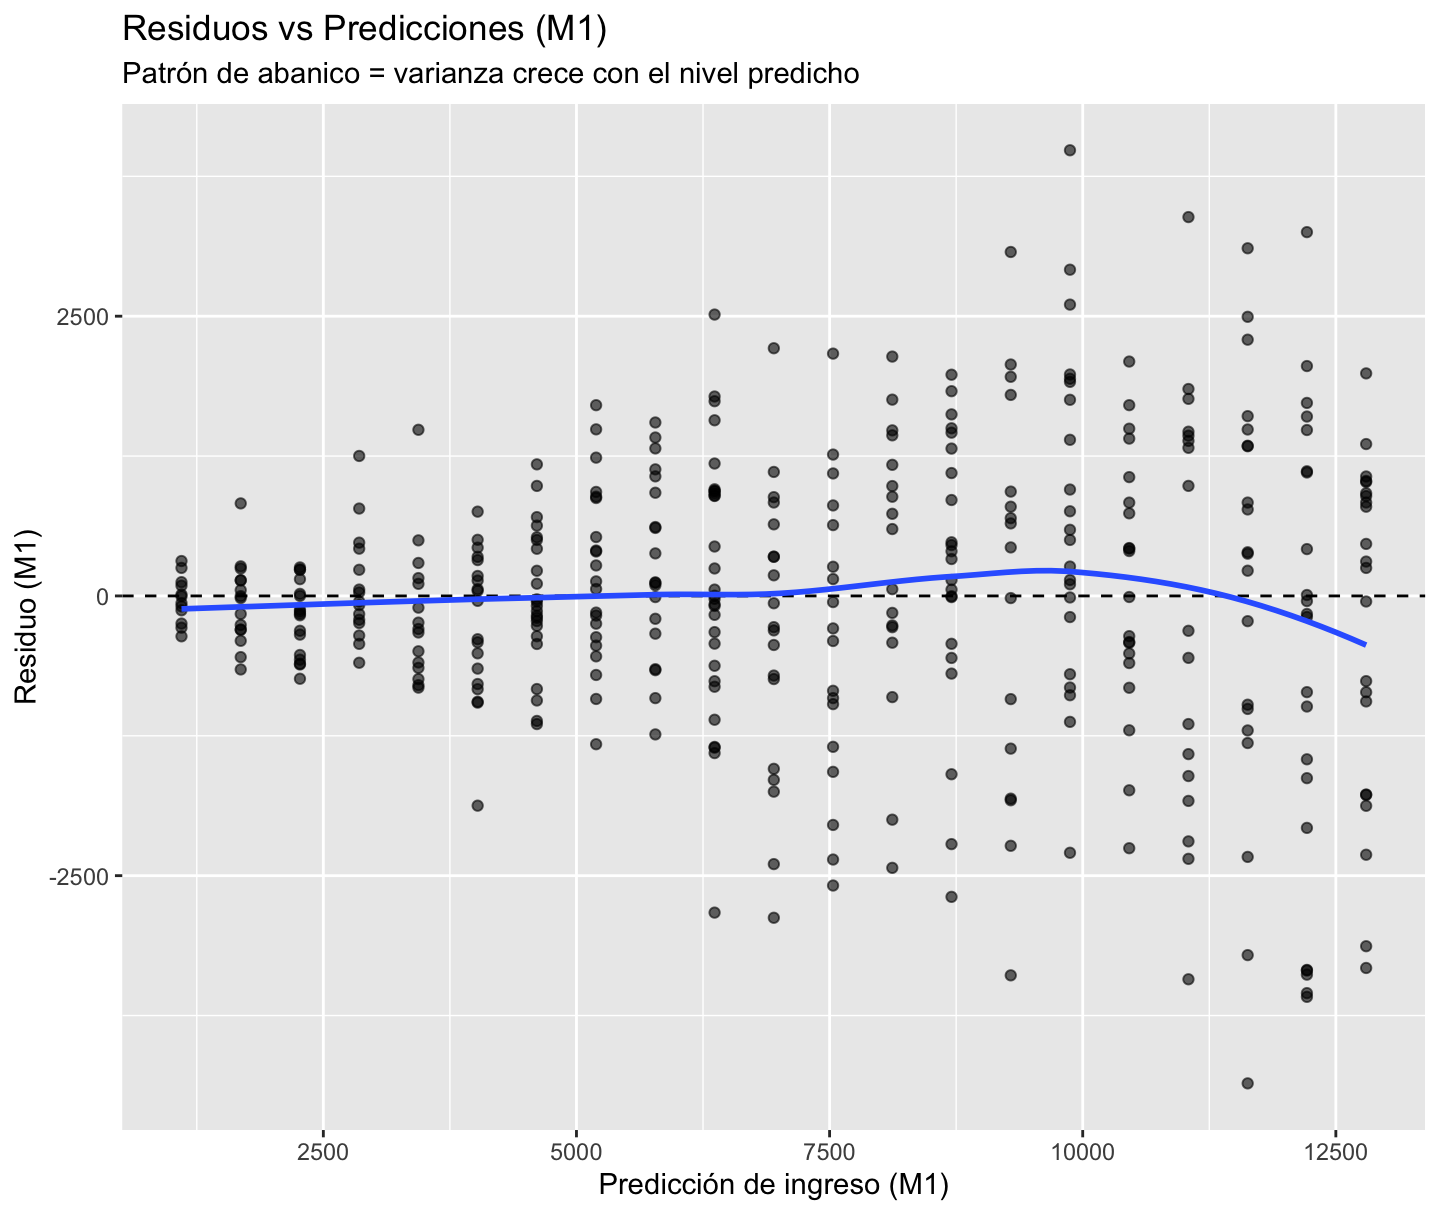 Residuos vs Predicciones (M1)
Patrón de abanico = varianza crece con el nivel predicho
Residuo (M1)
2500
0
-2500
2500
5000
7500
10000
12500
Predicción de ingreso (M1)